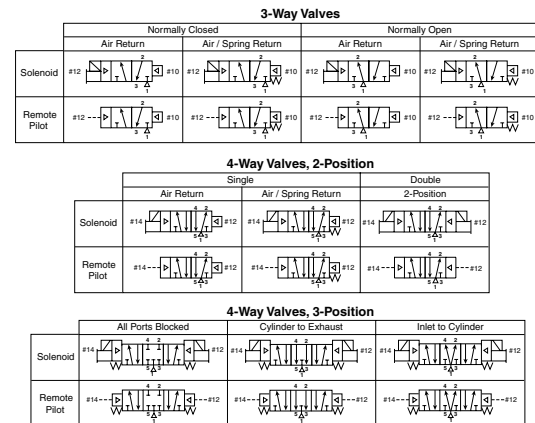 3-Way Valves
Normally Closed Normally Open
Air Return Air / Spring Return Air Return Air / Spring Return
2 2 2 2
Solenoid #12 #10 #12 #10 #12 #10 #12 #10
3 1 3 1 3 1 3 1
2 2 2 2
Remote Pilot #12 #10 #12 #10 #12 #10 #12 #10
3 1 3 1 3 1 3 1
4-Way Valves, 2-Position
Single Double
Air Return Air / Spring Return 2-Position
4 2 4 2 4 2
Solenoid #14 #12 #14 #12 #14 #12
5 3 5 3 5 3
1 1 1
4 2 4 2 4 2
Remote Pilot #14 #12 #14 #12 #14 #12
5 3 5 3 5 3
1 1 1
4-Way Valves, 3-Position
All Ports Blocked Cylinder to Exhaust Inlet to Cylinder
4 2 4 2 4 2
Solenoid #14 #12 #14 #12 #14 #12
5 3 5 3 5 3
1 1 1
4 2 4 2 4 2
Remote Pilot #14 #12 #14 #12 #14 #12
5 3 5 3 5 3
1 1 1